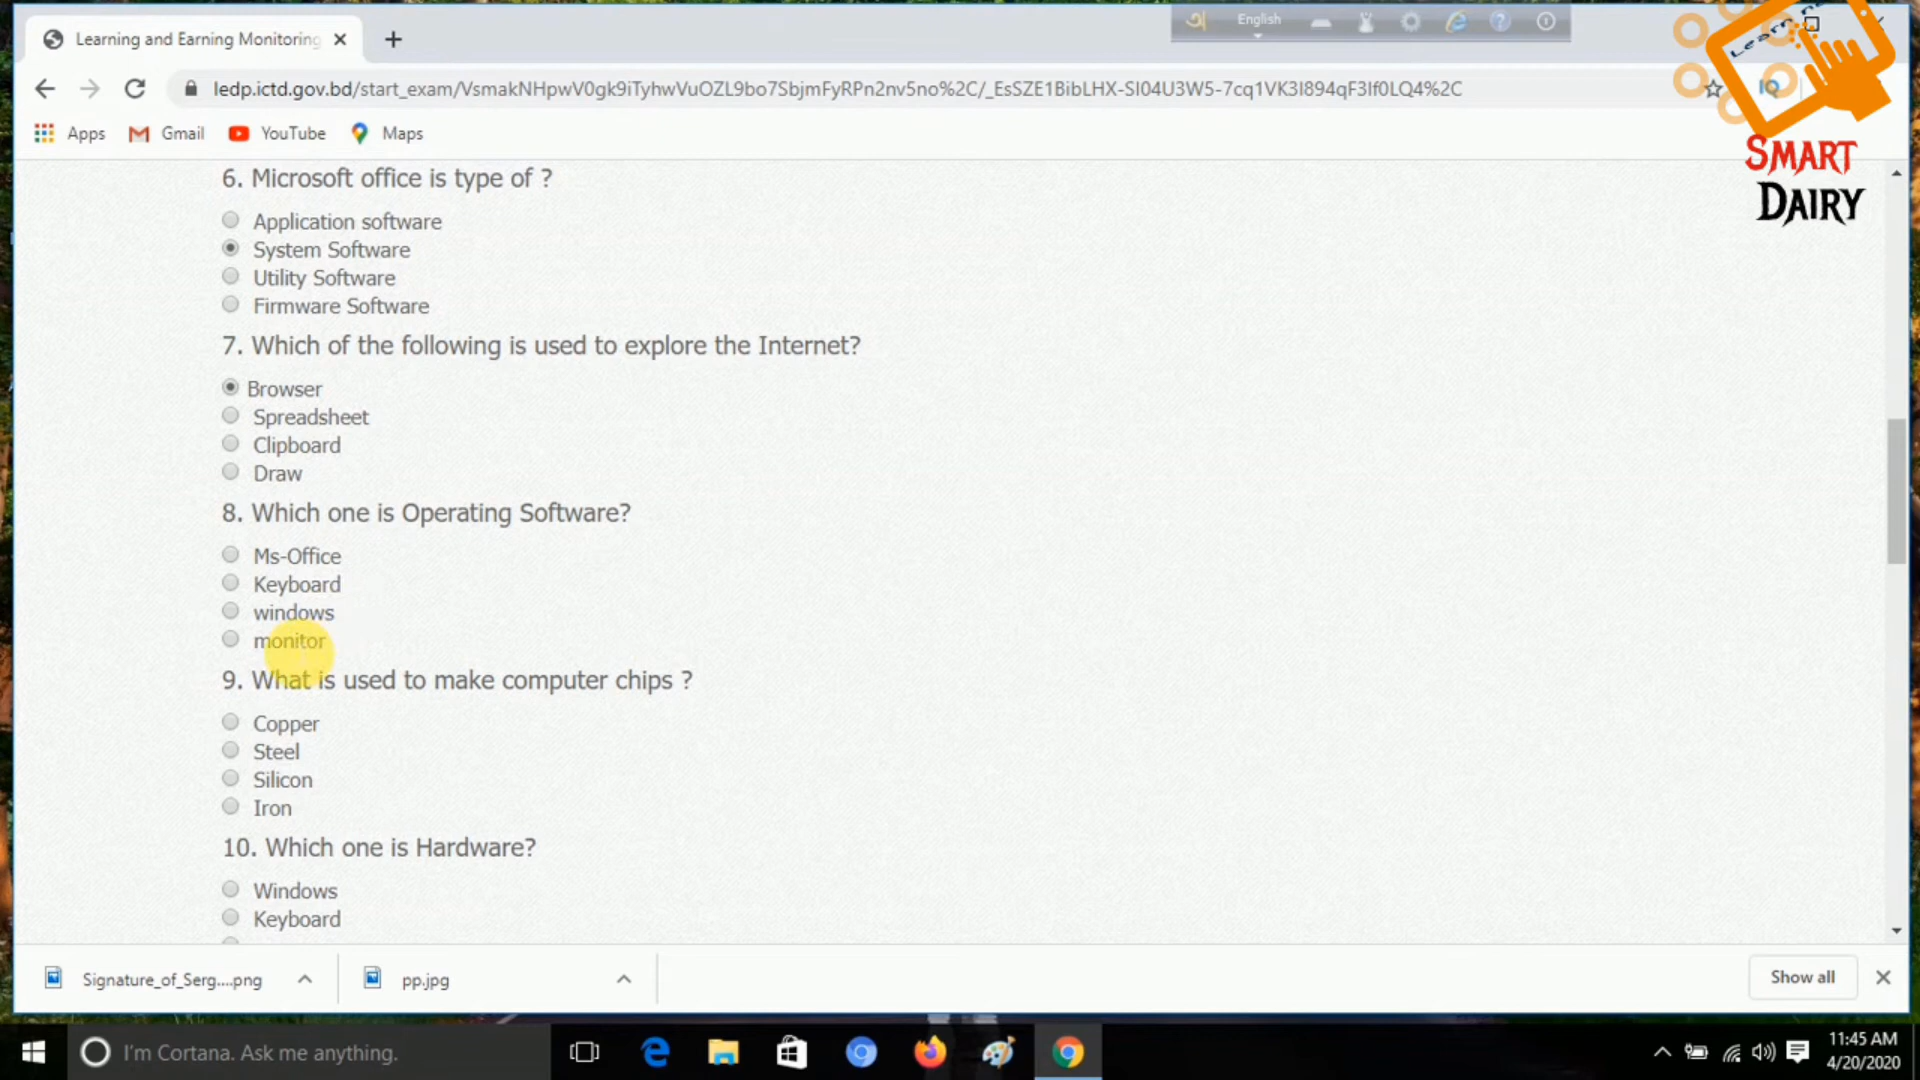 Learning and Earning Monitoring
English
Learn
ledp.ictd.gov.bd/start_exam/VsmakNHpwV0gk9iTyhwVuOZL9bo7SbjmFyRPn2nv5no%2C/_EsSZE1BibLHX-SI04U3W5-7cq1VK3I894qF3If0LQ4%2C
IQ
Apps Gmail YouTube Maps
SMART
DAIRY
6. Microsoft office is type of ?
Application software
System Software
Utility Software
Firmware Software
7. Which of the following is used to explore the Internet?
Browser
Spreadsheet
Clipboard
Draw
8. Which one is Operating Software?
Ms-Office
Keyboard
windows
monitor
9. What is used to make computer chips ?
Copper
Steel
Silicon
Iron
10. Which one is Hardware?
Windows
Keyboard
Signature_of_Serg....png pp.jpg Show all
I'm Cortana. Ask me anything. 11:45 AM
4/20/2020